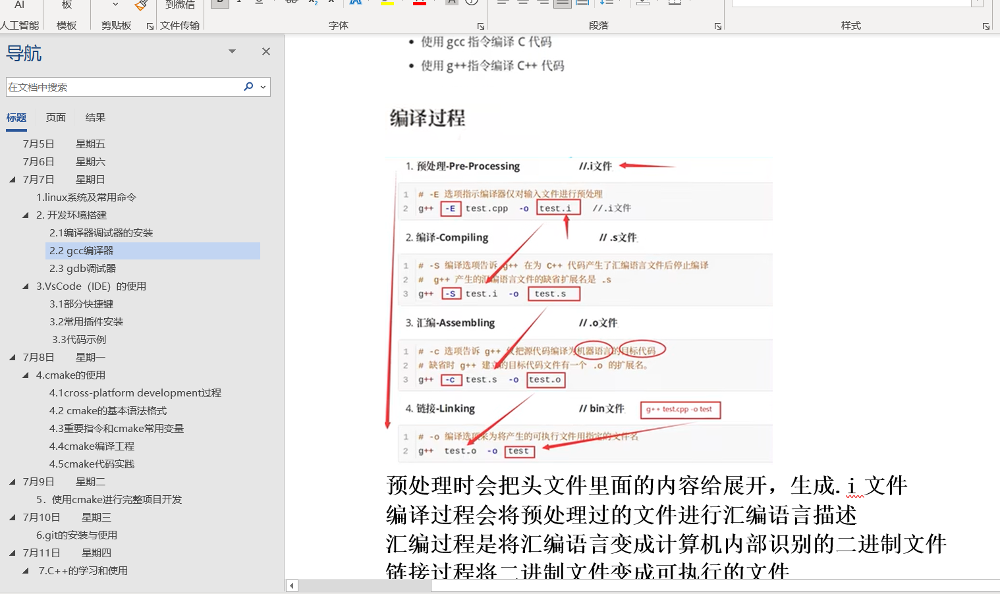 AI
板
到微信
人工智能
模板
剪贴板
文件传输
字体
段落
样式
导航
在文档中搜索
标题 页面 结果
7月5日 星期五
7月6日 星期六
7月7日 星期日
1.linux系统及常用命令
2. 开发环境搭建
2.1编译器调试器的安装
2.2 gcc编译器
2.3 gdb调试器
3.VsCode（IDE）的使用
3.1部分快捷键
3.2常用插件安装
3.3代码示例
7月8日 星期一
4.cmake的使用
4.1cross-platform development过程
4.2 cmake的基本语法格式
4.3重要指令和cmake常用变量
4.4cmake编译工程
4.5cmake代码实践
7月9日 星期二
5．使用cmake进行完整项目开发
7月10日 星期三
6.git的安装与使用
7月11日 星期四
7.C++的学习和使用
• 使用 gcc 指令编译 C 代码
• 使用 g++指令编译 C++ 代码
编译过程
1. 预处理-Pre-Processing //.i文件
1 # -E 选项指示编译器仅对输入文件进行预处理
2 g++ -E test.cpp -o test.i //.i文件
2. 编译-Compiling // .s文件
1 # -S 编译选项告诉 g++ 在为 C++ 代码产生了汇编语言文件后停止编译
2 # g++ 产生的汇编语言文件的缺省扩展名是 .s
3 g++ -S test.i -o test.s
3. 汇编-Assembling // .o文件
1 # -c 选项告诉 g++ 仅把源代码编译为机器语言的目标代码
2 # 缺省时 g++ 建立的目标代码文件有一个 .o 的扩展名。
3 g++ -c test.s -o test.o
4. 链接-Linking // bin文件 g++ test.cpp -o test
1 # -o 编译选项来为将产生的可执行文件用指定的文件名
2 g++ test.o -o test
预处理时会把头文件里面的内容给展开，生成.i 文件
编译过程会将预处理过的文件进行汇编语言描述
汇编过程是将汇编语言变成计算机内部识别的二进制文件
链接过程将二进制文件变成可执行的文件